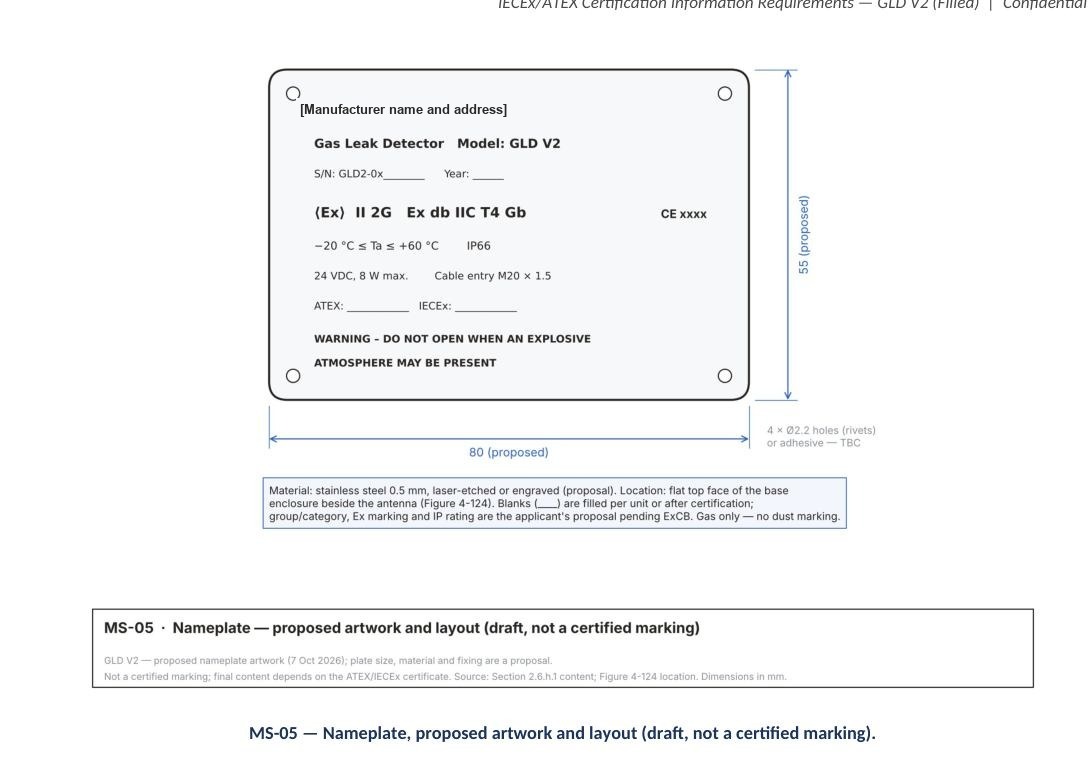 IECEx/ATEX Certification Information Requirements — GLD V2 (Filled) | Confidential
[Manufacturer name and address]
Gas Leak Detector Model: GLD V2
S/N: GLD2-0x_______ Year: _____
⟨Ex⟩ II 2G Ex db IIC T4 Gb
CE xxxx
−20 °C ≤ Ta ≤ +60 °C IP66
24 VDC, 8 W max. Cable entry M20 × 1.5
ATEX: __________ IECEx: __________
WARNING – DO NOT OPEN WHEN AN EXPLOSIVE
ATMOSPHERE MAY BE PRESENT
55 (proposed)
80 (proposed)
4 × Ø2.2 holes (rivets)
or adhesive — TBC
Material: stainless steel 0.5 mm, laser-etched or engraved (proposal). Location: flat top face of the base
enclosure beside the antenna (Figure 4-124). Blanks (___) are filled per unit or after certification;
group/category, Ex marking and IP rating are the applicant's proposal pending ExCB. Gas only — no dust marking.
MS-05 · Nameplate — proposed artwork and layout (draft, not a certified marking)
GLD V2 — proposed nameplate artwork (7 Oct 2026); plate size, material and fixing are a proposal.
Not a certified marking; final content depends on the ATEX/IECEx certificate. Source: Section 2.6.h.1 content; Figure 4-124 location. Dimensions in mm.
MS-05 — Nameplate, proposed artwork and layout (draft, not a certified marking).